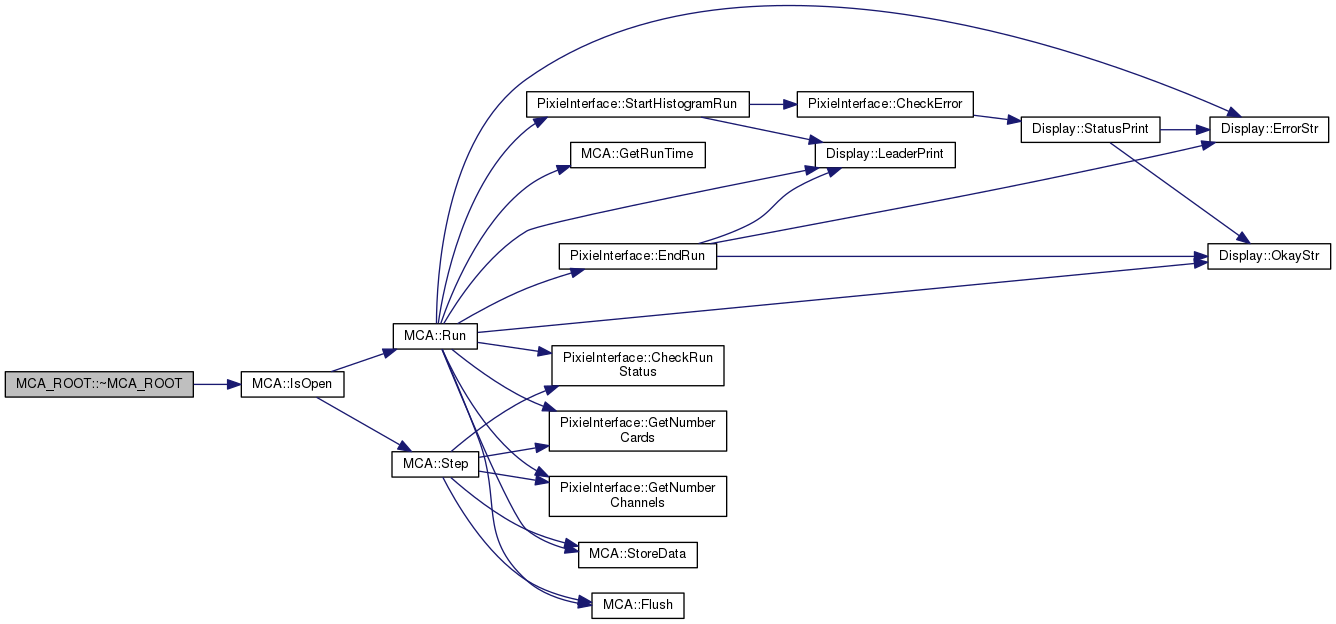 MCA_ROOT::~MCA_ROOT
MCA::IsOpen
MCA::Run
MCA::Step
PixieInterface::StartHistogramRun
MCA::GetRunTime
PixieInterface::EndRun
PixieInterface::CheckRun
Status
PixieInterface::GetNumber
Cards
PixieInterface::GetNumber
Channels
MCA::StoreData
MCA::Flush
PixieInterface::CheckError
Display::LeaderPrint
Display::StatusPrint
Display::ErrorStr
Display::OkayStr